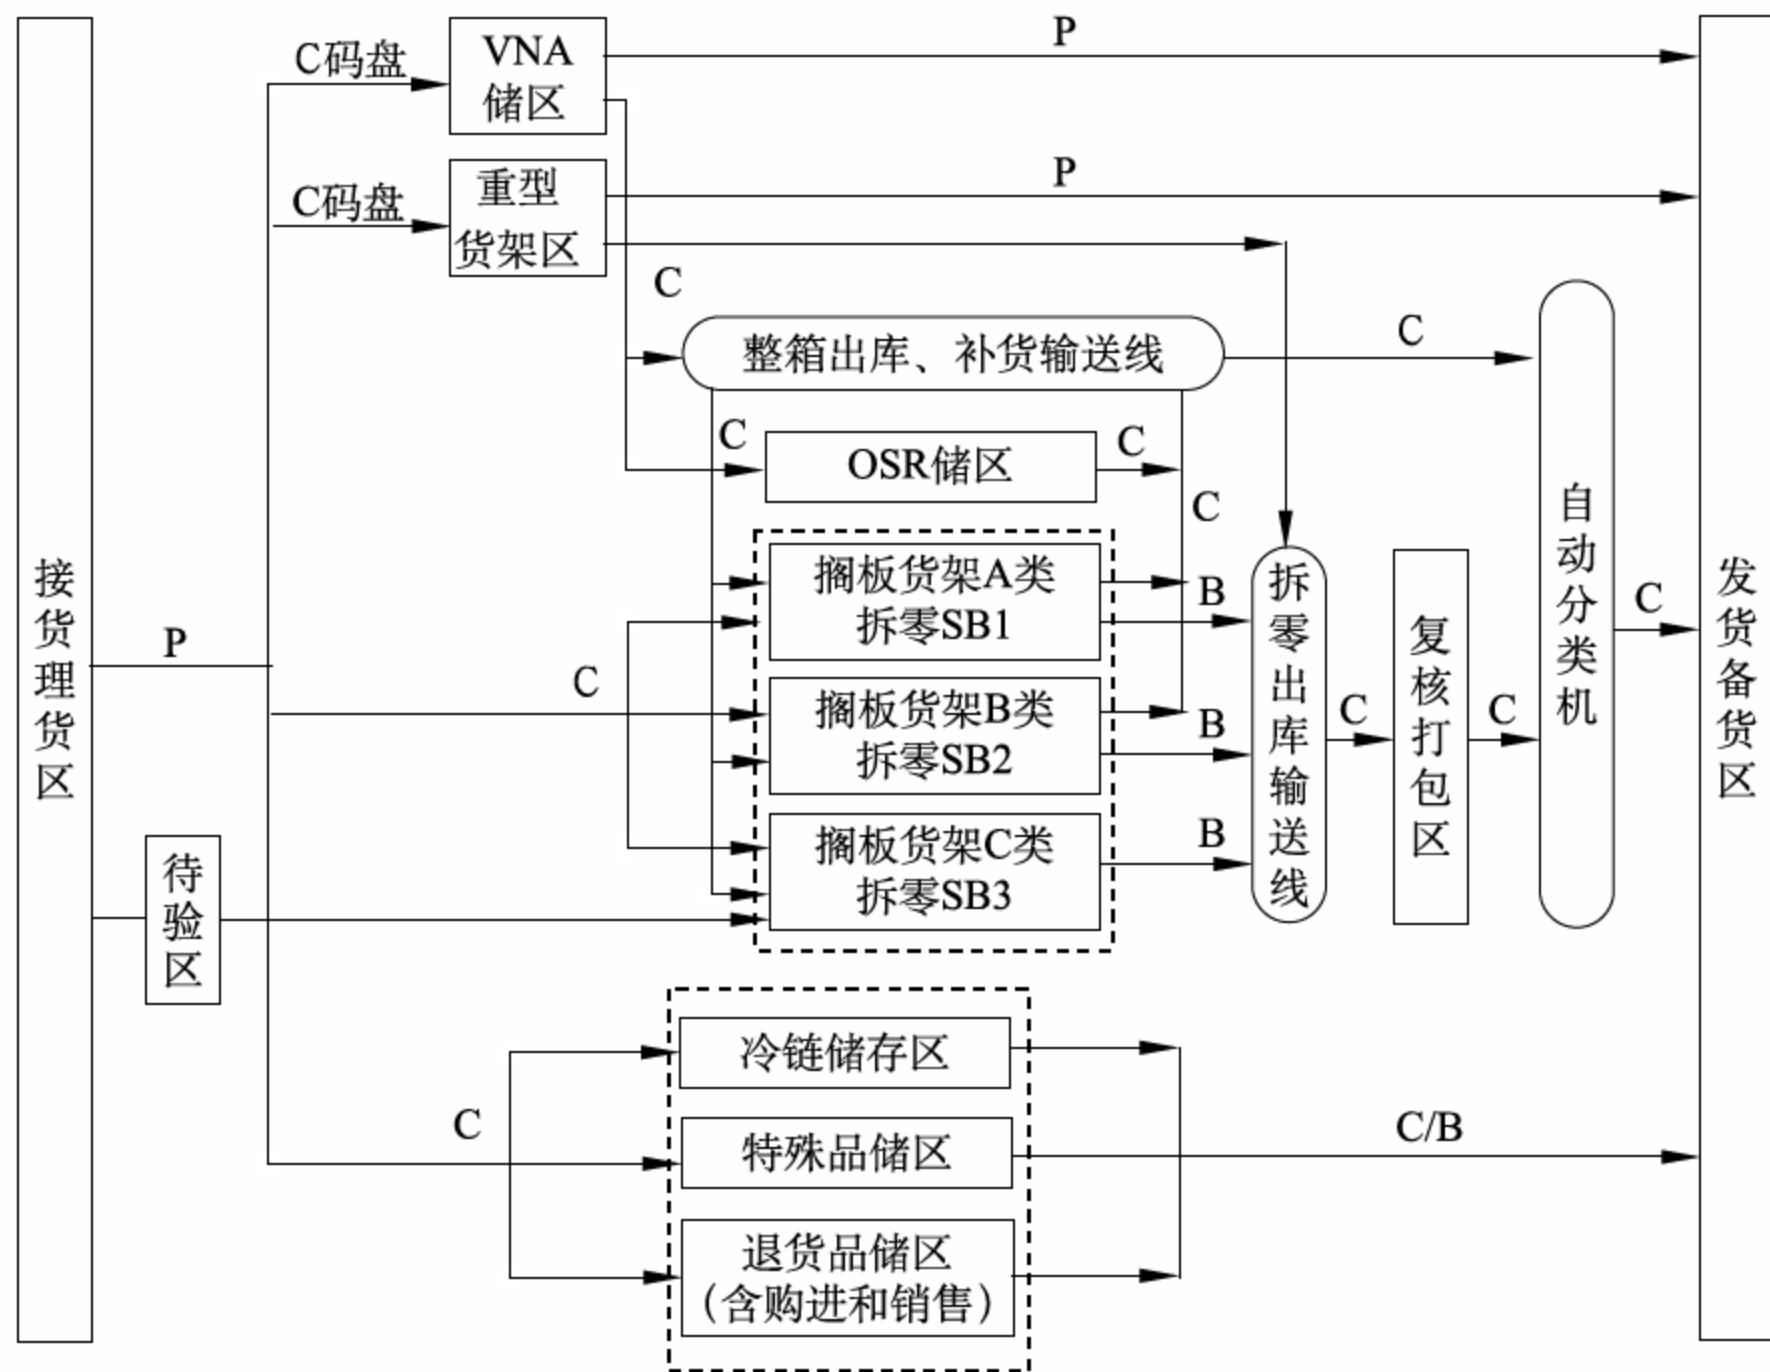 接货理货区
P
待验区
C码盘
VNA
储区
P
C码盘
重型
货架区
P
C
整箱出库、补货输送线
C
C
OSR储区
C
C
搁板货架A类
拆零SB1
B
C
搁板货架B类
拆零SB2
B
搁板货架C类
拆零SB3
B
拆零出库输送线
C
复核打包区
C
自动分类机
C
发货备货区
C
冷链储存区
特殊品储区
C/B
退货品储区
（含购进和销售）